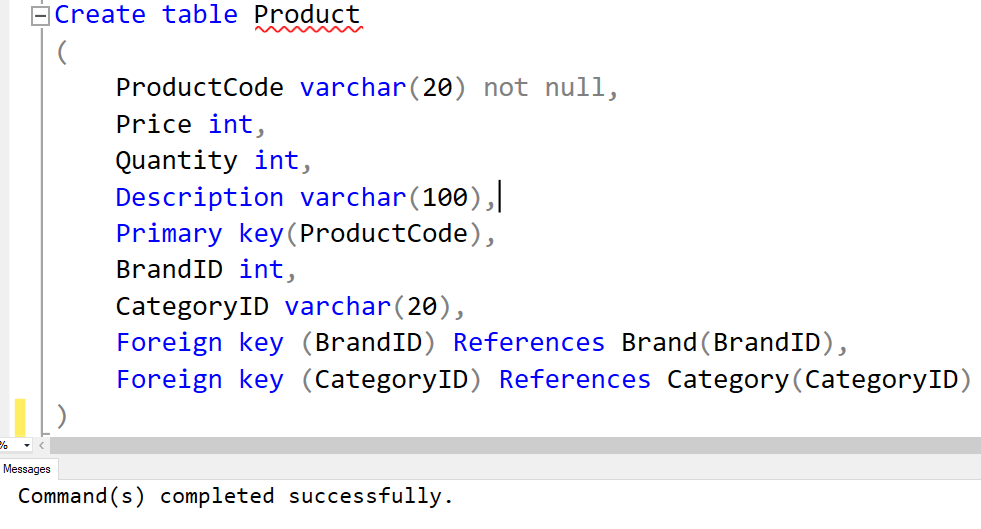 Create table Product
(
ProductCode varchar(20) not null,
Price int,
Quantity int,
Description varchar(100),
Primary key(ProductCode),
BrandID int,
CategoryID varchar(20),
Foreign key (BrandID) References Brand(BrandID),
Foreign key (CategoryID) References Category(CategoryID)
)
%
Messages
Command(s) completed successfully.